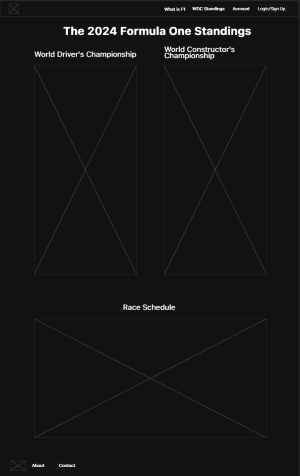 What is F1
WDC Standings
Account
Login/Sign Up
The 2024 Formula One Standings
World Driver's Championship
World Constructor's
Championship
Race Schedule
About
Contact